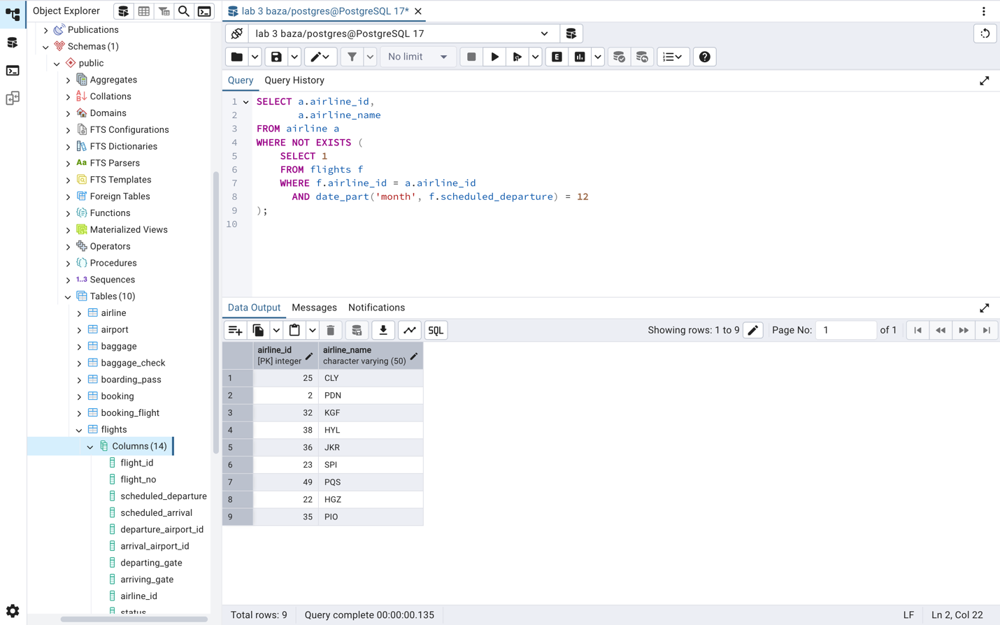 Object Explorer
Publications
Schemas (1)
public
Aggregates
Collations
Domains
FTS Configurations
FTS Dictionaries
Aa FTS Parsers
FTS Templates
Foreign Tables
Functions
Materialized Views
Operators
Procedures
1..3 Sequences
Tables (10)
airline
airport
baggage
baggage_check
boarding_pass
booking
booking_flight
flights
Columns (14)
flight_id
flight_no
scheduled_departure
scheduled_arrival
departure_airport_id
arrival_airport_id
departing_gate
arriving_gate
airline_id
status
lab 3 baza/postgres@PostgreSQL 17*
lab 3 baza/postgres@PostgreSQL 17
No limit
E
Query Query History
1 SELECT a.airline_id,
2 a.airline_name
3 FROM airline a
4 WHERE NOT EXISTS (
5 SELECT 1
6 FROM flights f
7 WHERE f.airline_id = a.airline_id
8 AND date_part('month', f.scheduled_departure) = 12
9 );
10
Data Output Messages Notifications
SQL Showing rows: 1 to 9 Page No: 1 of 1
airline_id airline_name
[PK] integer character varying (50)
1 25 CLY
2 2 PDN
3 32 KGF
4 38 HYL
5 36 JKR
6 23 SPI
7 49 PQS
8 22 HGZ
9 35 PIO
Total rows: 9 Query complete 00:00:00.135 LF Ln 2, Col 22